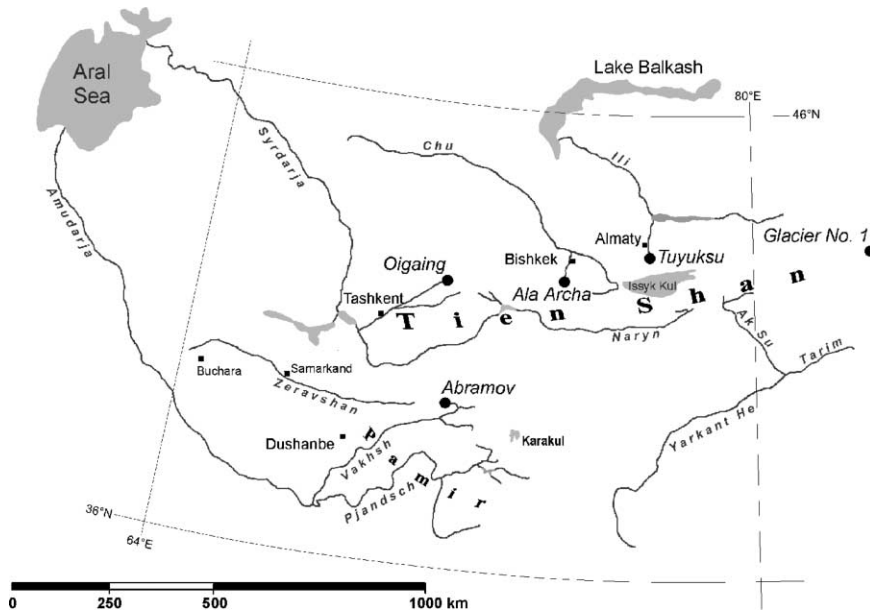 Aral
Sea
Lake Balkash
80°E
46°N
Syrdarja
Chu
Ili
Amudarja
Almaty
Glacier No. 1
Bishkek
Tuyuksu
Oigaing
Issyk Kul
Ala Archa
Tashkent
Tien Shan
Naryn
Ak Su
Tarim
Buchara
Samarkand
Zeravshan
Abramov
Yarkant He
Dushanbe
Karakul
Vakhsh
Pamir
Pjandsch
36°N
64°E
0 250 500 1000 km